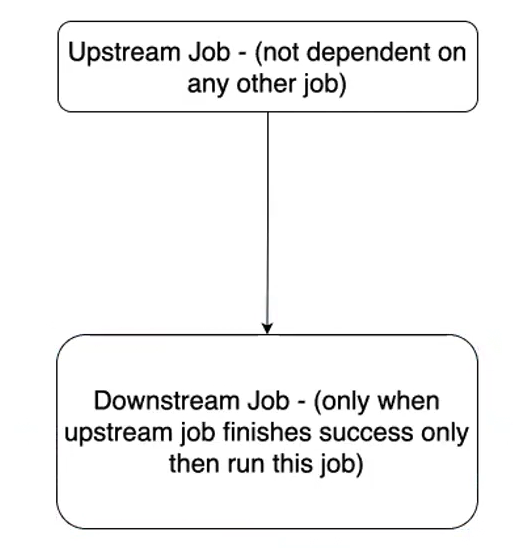 Upstream Job - (not dependent on
any other job)
Downstream Job - (only when
upstream job finishes success only
then run this job)